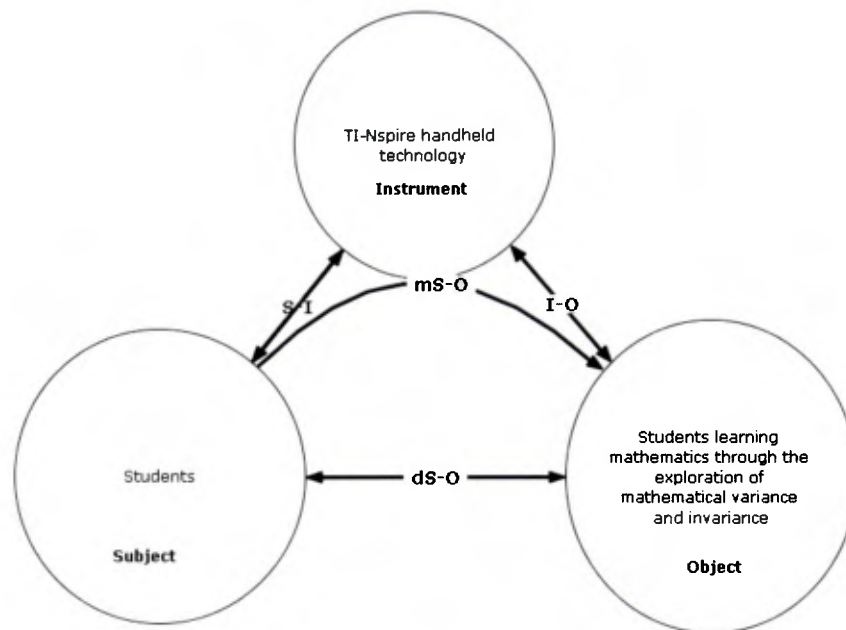 TI-Nspire handheld
technology
Instrument
mS-O
S-I
I-O
Students learning
mathematics through the
exploration of
mathematical variance
and invariance
Students
dS-O
Subject
Object